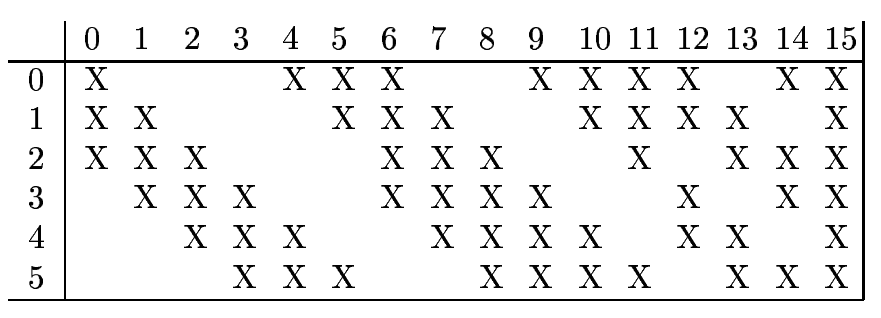 0 1 2 3 4 5 6 7 8 9 10 11 12 13 14 15
0 X X X X X X X X X X
1 X X X X X X X X X X
2 X X X X X X X X X X
3 X X X X X X X X X X
4 X X X X X X X X X X
5 X X X X X X X X X X